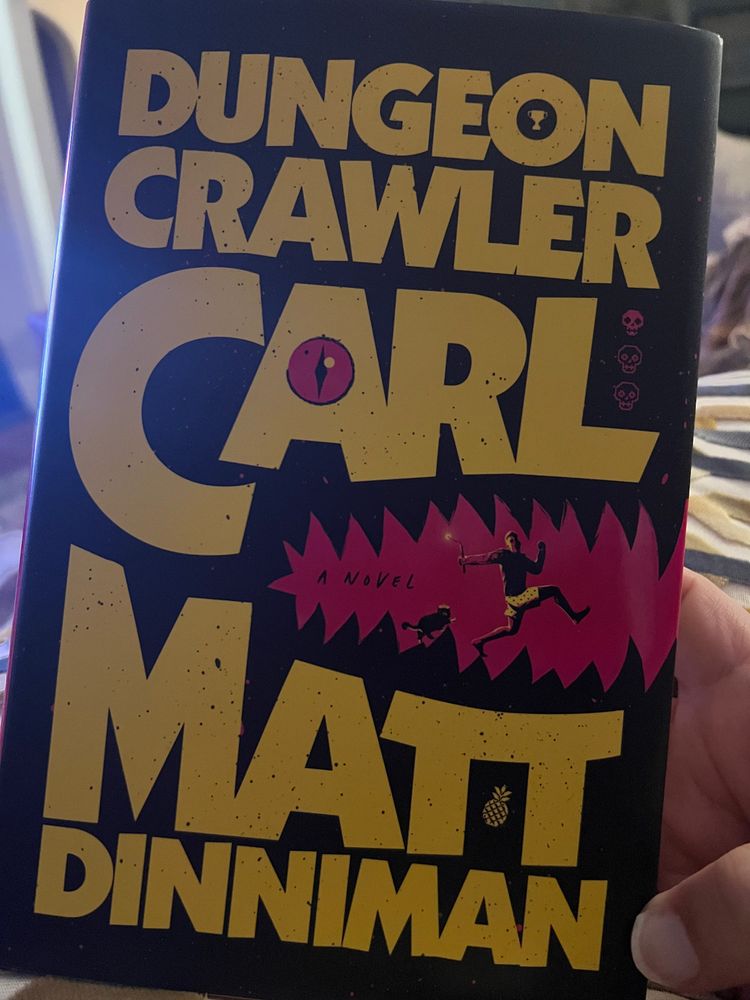 DUNGEON
CRAWLER
CARL
A NOVEL
MATT
DINNIMAN